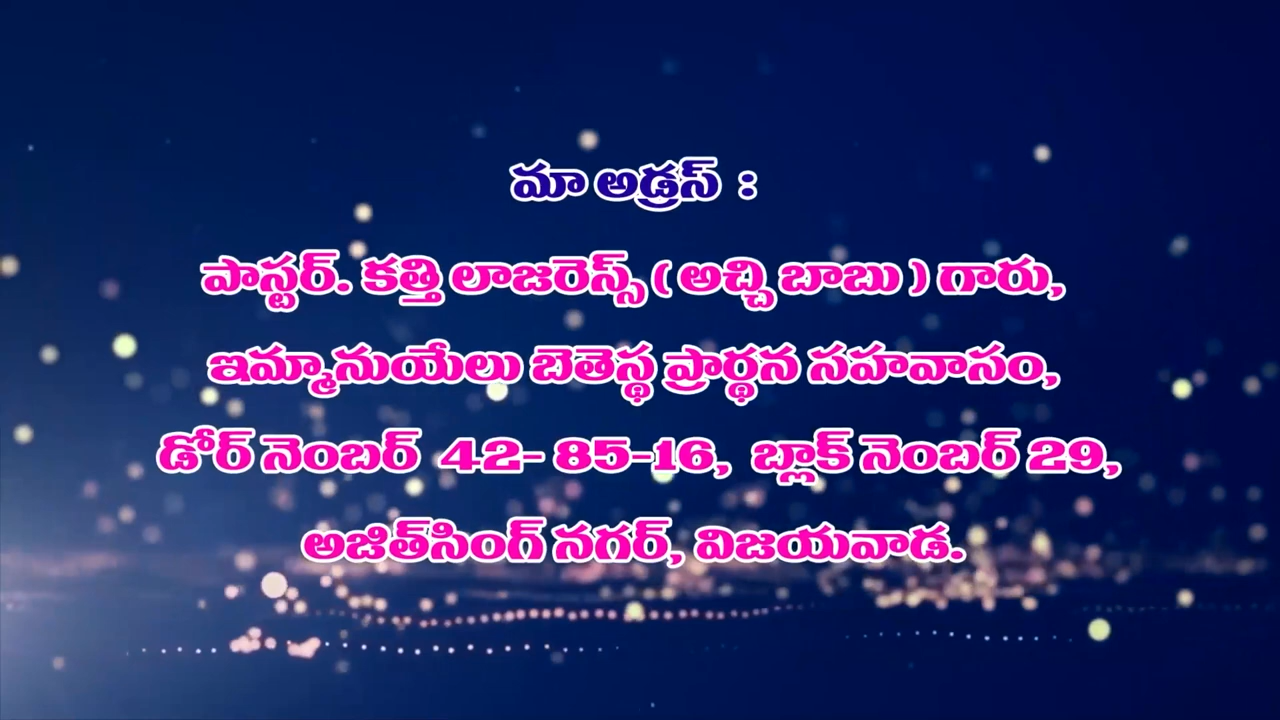 మా అడ్రస్ :
పాస్టర్. కత్తి లాజరెన్స్ ( అచ్చి బాబు ) గారు,
ఇమ్మానుయేలు బెతెస్థ ప్రార్థన సహవాసం,
డోర్ నెంబర్ 42- 85-16, బ్లాక్ నెంబర్ 29,
అజిత్‌సింగ్ నగర్, విజయవాడ.